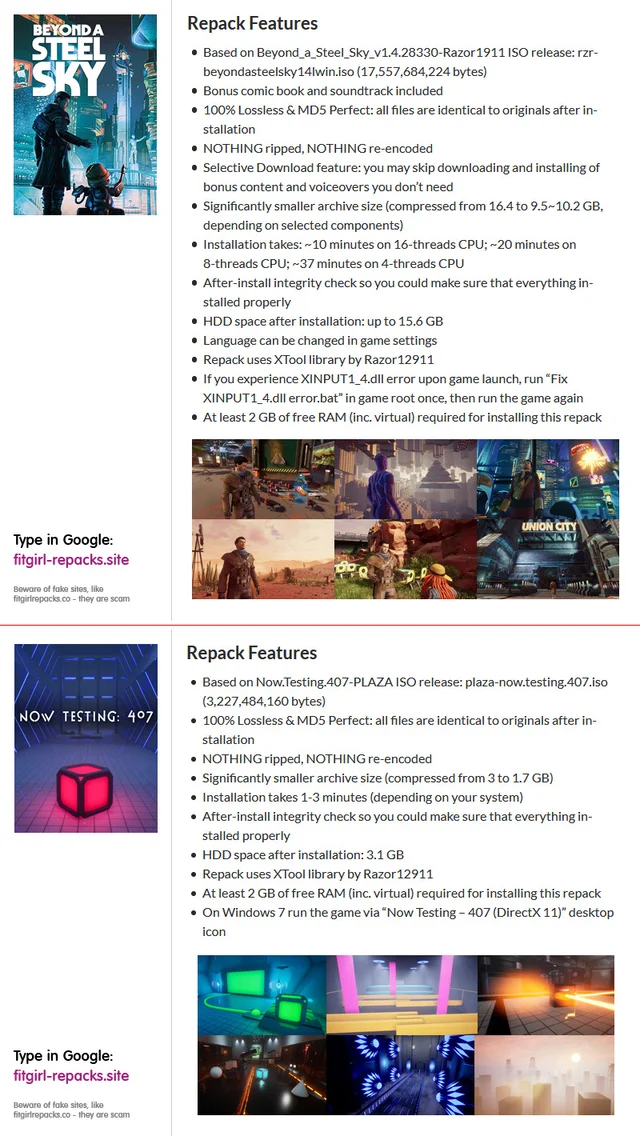 BEYOND A
STEEL
SKY
Repack Features
Based on Beyond_a_Steel_Sky_v1.4.28330-Razor1911 ISO release: rzr-
beyondasteelsky14lwin.iso (17,557,684,224 bytes)
Bonus comic book and soundtrack included
100% Lossless & MD5 Perfect: all files are identical to originals after in-
stallation
NOTHING ripped, NOTHING re-encoded
Selective Download feature: you may skip downloading and installing of
bonus content and voiceovers you don’t need
Significantly smaller archive size (compressed from 16.4 to 9.5~10.2 GB,
depending on selected components)
Installation takes: ~10 minutes on 16-threads CPU; ~20 minutes on
8-threads CPU; ~37 minutes on 4-threads CPU
After-install integrity check so you could make sure that everything in-
stalled properly
HDD space after installation: up to 15.6 GB
Language can be changed in game settings
Repack uses XTool library by Razor12911
If you experience XINPUT1_4.dll error upon game launch, run “Fix
XINPUT1_4.dll error.bat” in game root once, then run the game again
At least 2 GB of free RAM (inc. virtual) required for installing this repack
UNION CITY
Type in Google:
fitgirl-repacks.site
Beware of fake sites, like
fitgirlrepacks.co - they are scam
NOW TESTING: 407
Repack Features
Based on Now.Testing.407-PLAZA ISO release: plaza-now.testing.407.iso
(3,227,484,160 bytes)
100% Lossless & MD5 Perfect: all files are identical to originals after in-
stallation
NOTHING ripped, NOTHING re-encoded
Significantly smaller archive size (compressed from 3 to 1.7 GB)
Installation takes 1-3 minutes (depending on your system)
After-install integrity check so you could make sure that everything in-
stalled properly
HDD space after installation: 3.1 GB
Repack uses XTool library by Razor12911
At least 2 GB of free RAM (inc. virtual) required for installing this repack
On Windows 7 run the game via “Now Testing – 407 (DirectX 11)” desktop
icon
Type in Google:
fitgirl-repacks.site
Beware of fake sites, like
fitgirlrepacks.co - they are scam